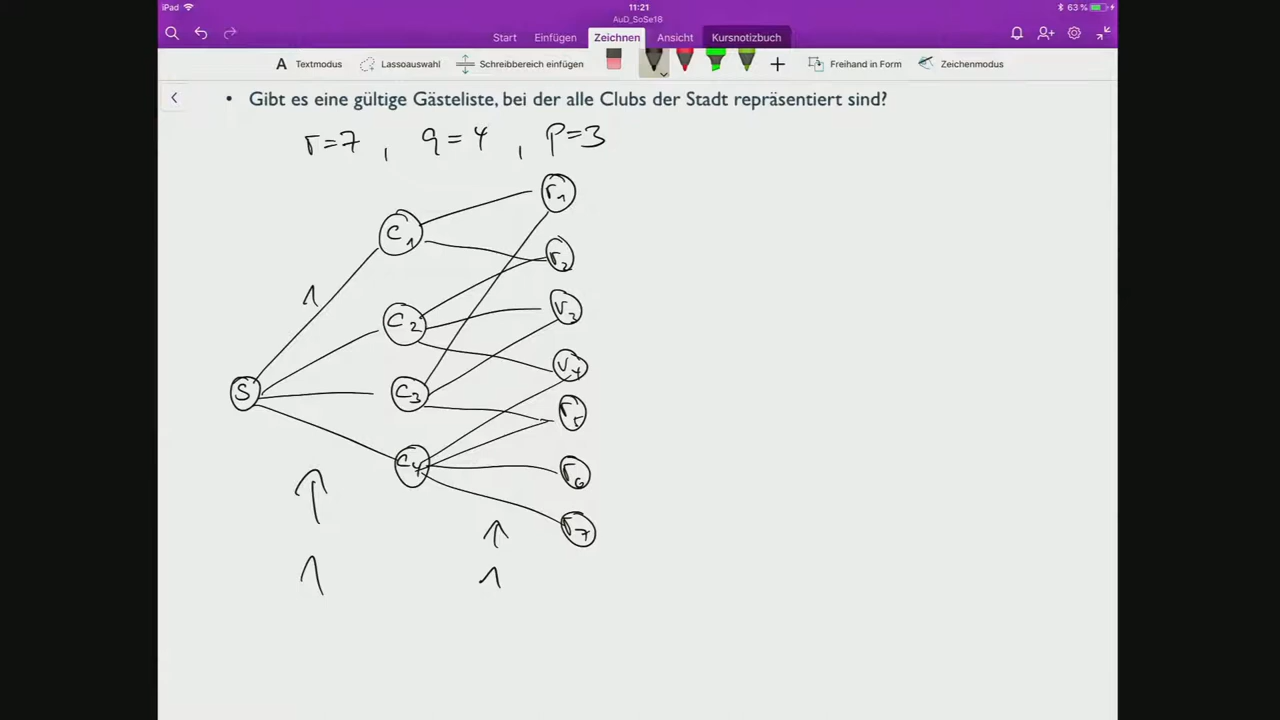 iPad 11:21 63 %
AuD_SoSe18
Start Einfügen Zeichnen Ansicht Kursnotizbuch
A Textmodus Lassoauswahl Schreibbereich einfügen Freihand in Form Zeichenmodus
• Gibt es eine gültige Gästeliste, bei der alle Clubs der Stadt repräsentiert sind?
r=7 , q=4 , p=3
r₁
C₁
r₂
1
r₃
C₂
r₄
S
C₃
r₅
C₄
r₆
r₇
1
1